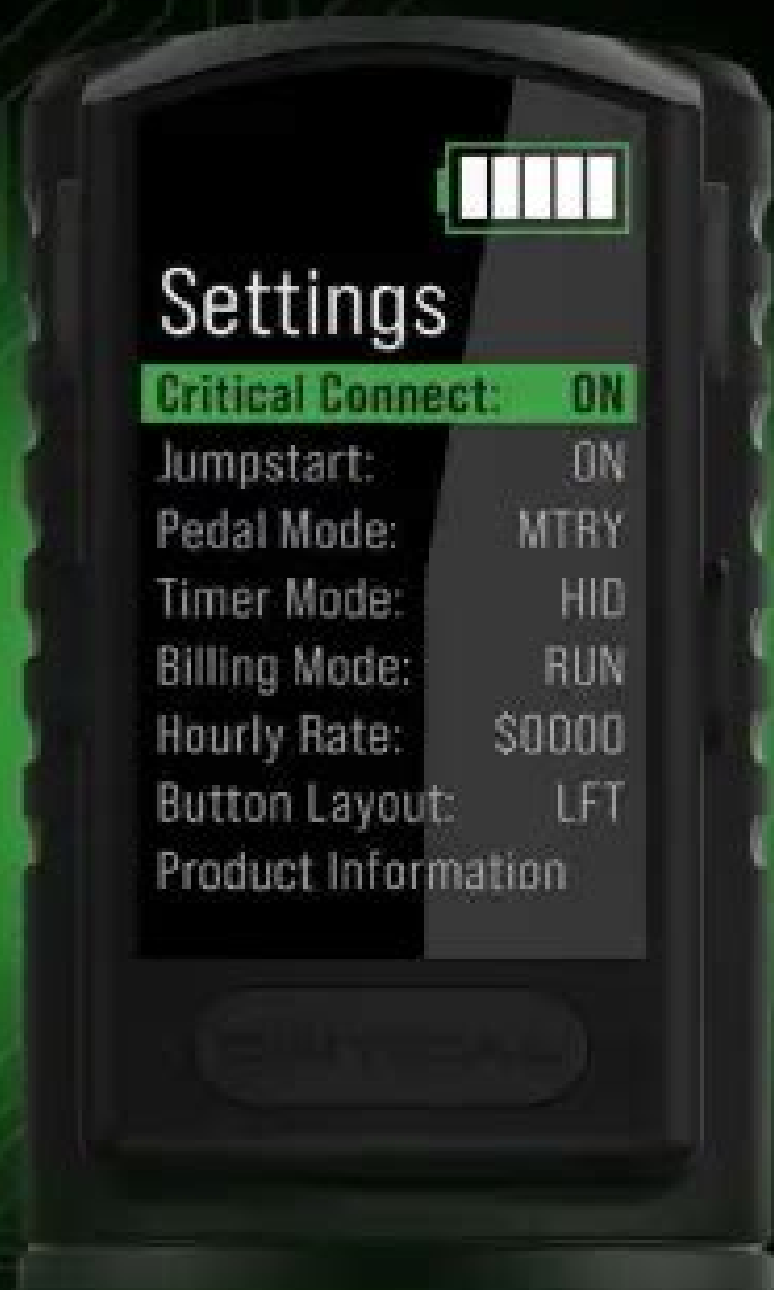 Settings
Critical Connect: ON
Jumpstart: ON
Pedal Mode: MTRY
Timer Mode: HID
Billing Mode: RUN
Hourly Rate: $0000
Button Layout: LFT
Product Information